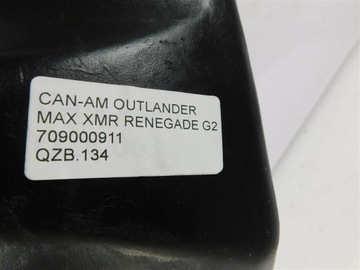 CAN-AM OUTLANDER
MAX XMR RENEGADE G2
709000911
QZB.134